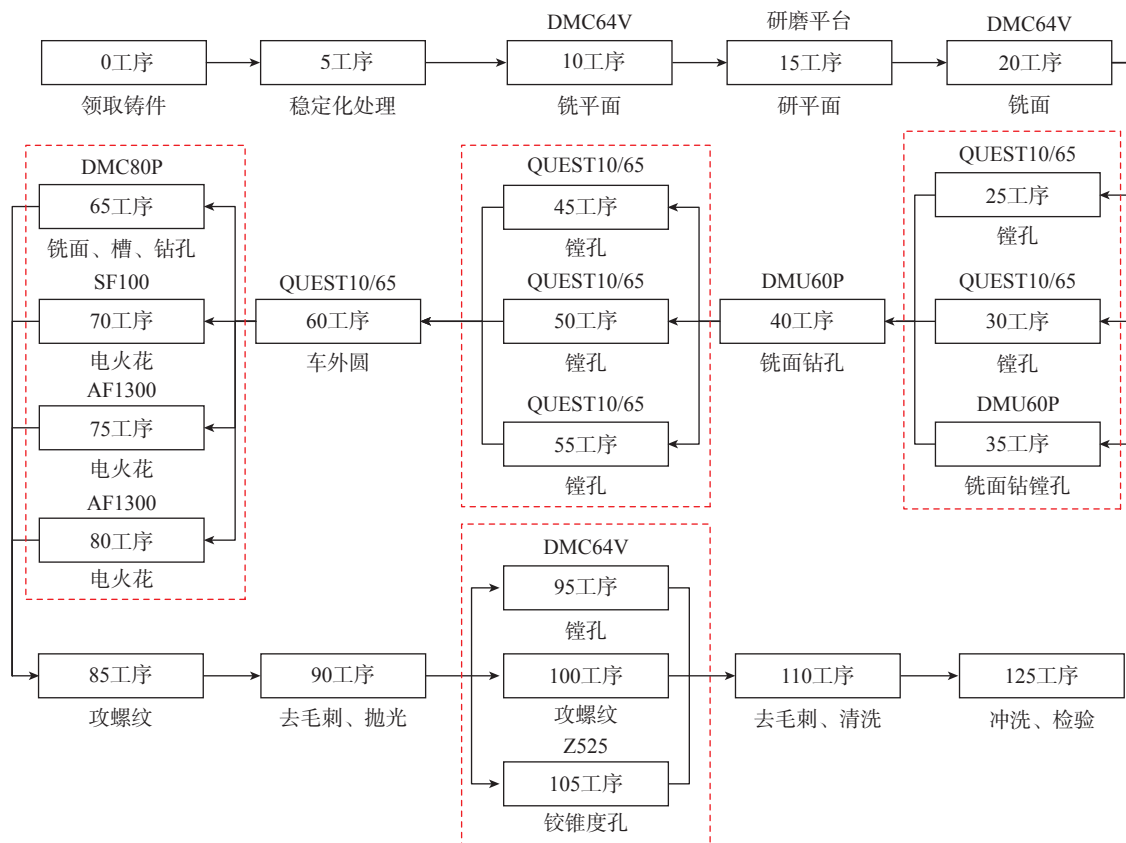 DMC64V
研磨平台
DMC64V
0工序
5工序
10工序
15工序
20工序
领取铸件
稳定化处理
铣平面
研平面
铣面
DMC80P
65工序
铣面、槽、钻孔
SF100
70工序
电火花
AF1300
75工序
电火花
AF1300
80工序
电火花
QUEST10/65
60工序
车外圆
QUEST10/65
45工序
镗孔
QUEST10/65
50工序
镗孔
QUEST10/65
55工序
镗孔
DMU60P
40工序
铣面钻孔
QUEST10/65
25工序
镗孔
QUEST10/65
30工序
镗孔
DMU60P
35工序
铣面钻镗孔
85工序
攻螺纹
90工序
去毛刺、抛光
DMC64V
95工序
镗孔
100工序
攻螺纹
Z525
105工序
铰锥度孔
110工序
去毛刺、清洗
125工序
冲洗、检验